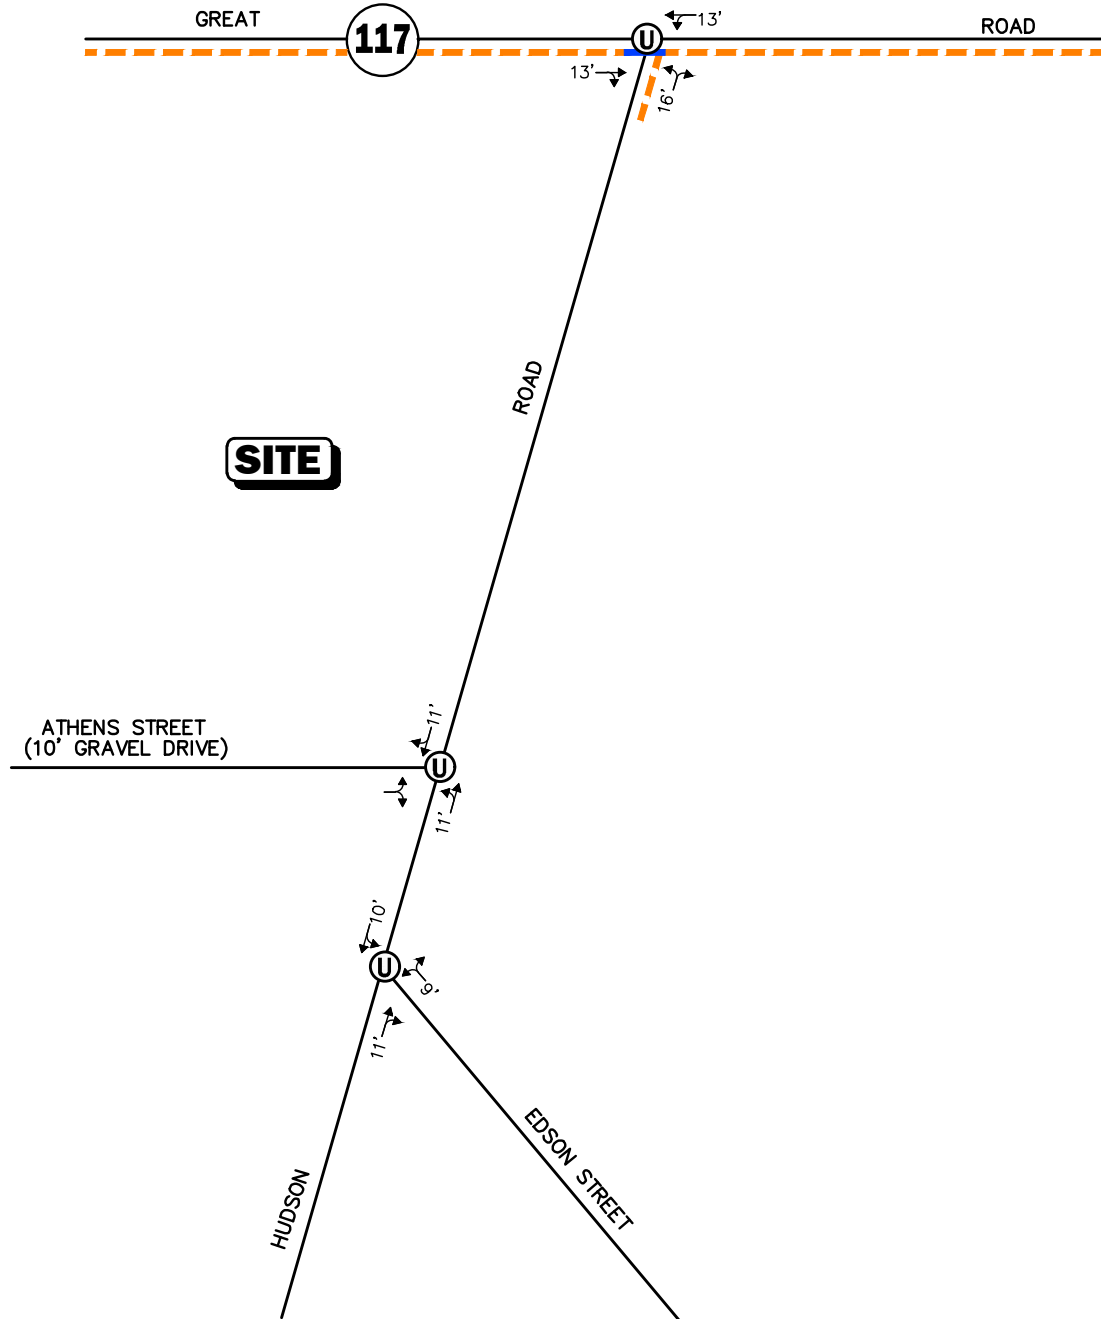 GREAT
117
U
13'
ROAD
13'
16'
ROAD
SITE
ATHENS STREET
(10' GRAVEL DRIVE)
11'
U
11'
10'
U
9'
11'
HUDSON
EDSON STREET